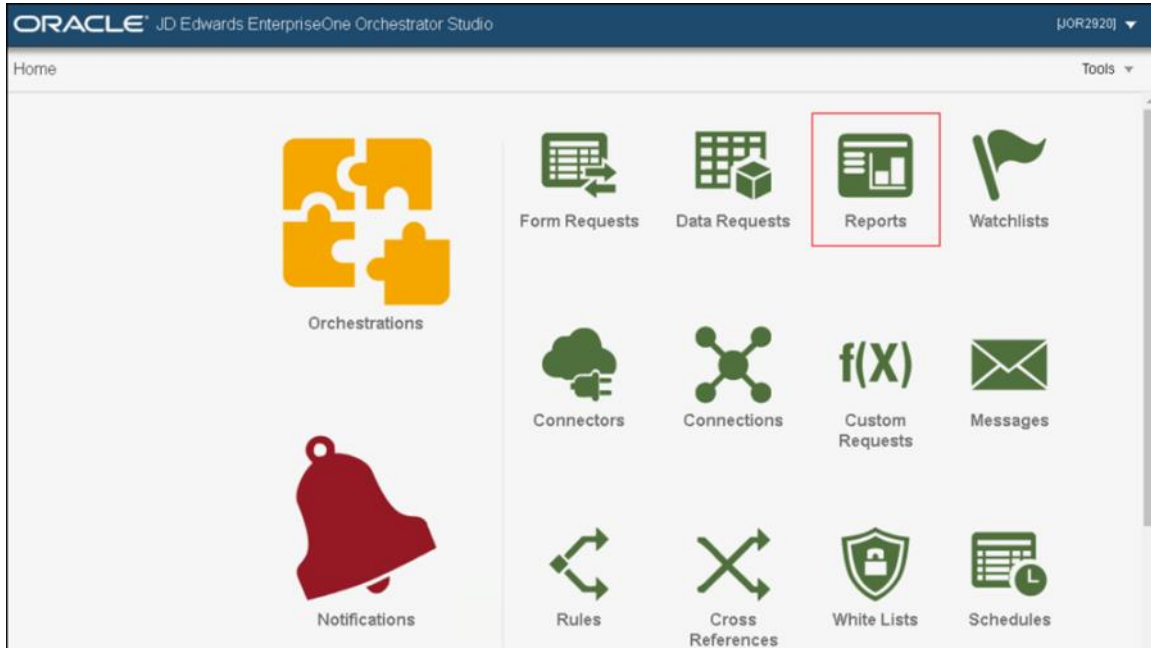 ORACLE® JD Edwards EnterpriseOne Orchestrator Studio
[JOR2920]
Home
Tools
Orchestrations
Form Requests
Data Requests
Reports
Watchlists
Connectors
Connections
f(X)
Custom
Requests
Messages
Notifications
Rules
Cross
References
White Lists
Schedules